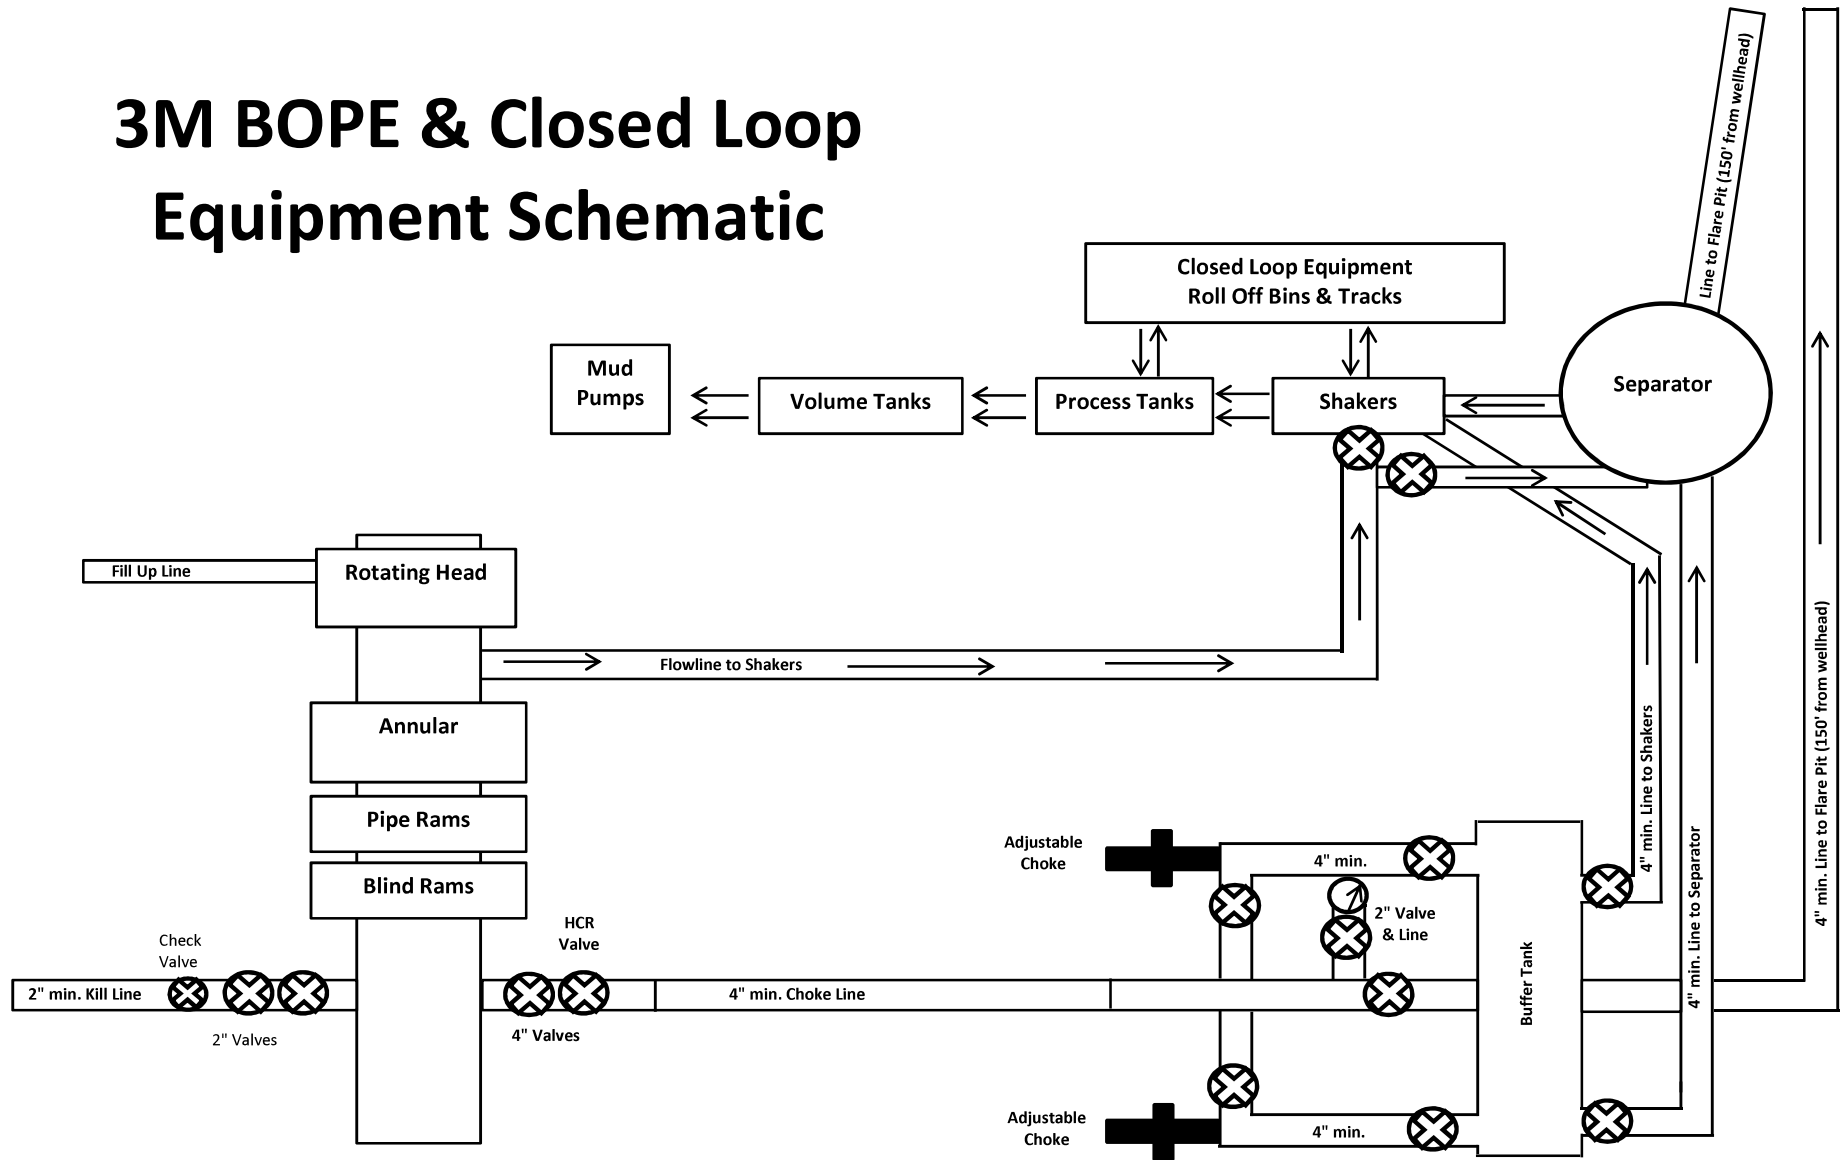 3M BOPE & Closed Loop
Equipment Schematic
Line to Flare Pit (150' from wellhead)
Closed Loop Equipment
Roll Off Bins & Tracks
Mud
Pumps
Volume Tanks
Process Tanks
Shakers
Separator
Fill Up Line
Rotating Head
Flowline to Shakers
Annular
Pipe Rams
Blind Rams
Check
Valve
HCR
Valve
2" min. Kill Line
4" min. Choke Line
2" Valves
4" Valves
Adjustable
Choke
4" min.
2" Valve
& Line
Buffer Tank
Adjustable
Choke
4" min.
4" min. Line to Shakers
4" min. Line to Separator
4" min. Line to Flare Pit (150' from wellhead)